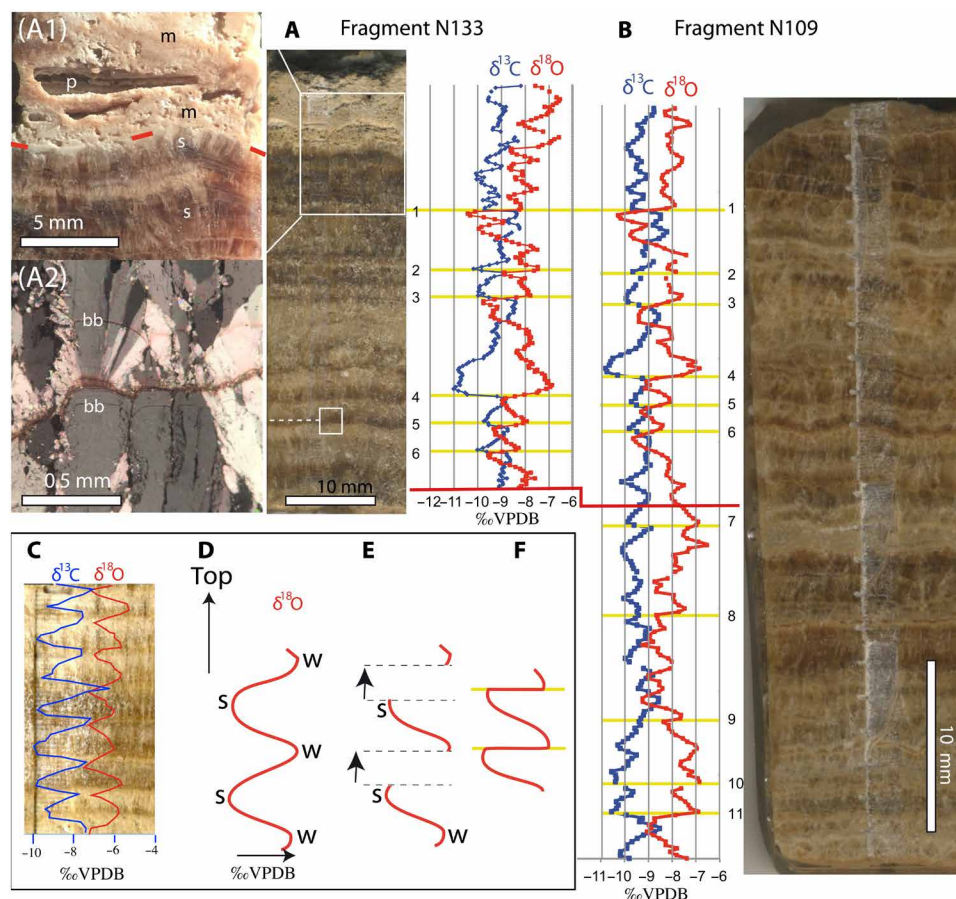 (A1)
m
p
m
s
s
5 mm
(A2)
bb
bb
0.5 mm
A Fragment N133
δ13C δ18O
1
2
3
4
5
6
10 mm
−12 −11 −10 −9 −8 −7 −6
‰VPDB
B Fragment N109
δ13C δ18O
1
2
3
4
5
6
7
8
9
10
11
−11 −10 −9 −8 −7 −6
‰VPDB
10 mm
C
δ13C δ18O
−10 −8 −6 −4
‰VPDB
D
Top
δ18O
W
S
W
S
W
‰VPDB
E
S
S
F